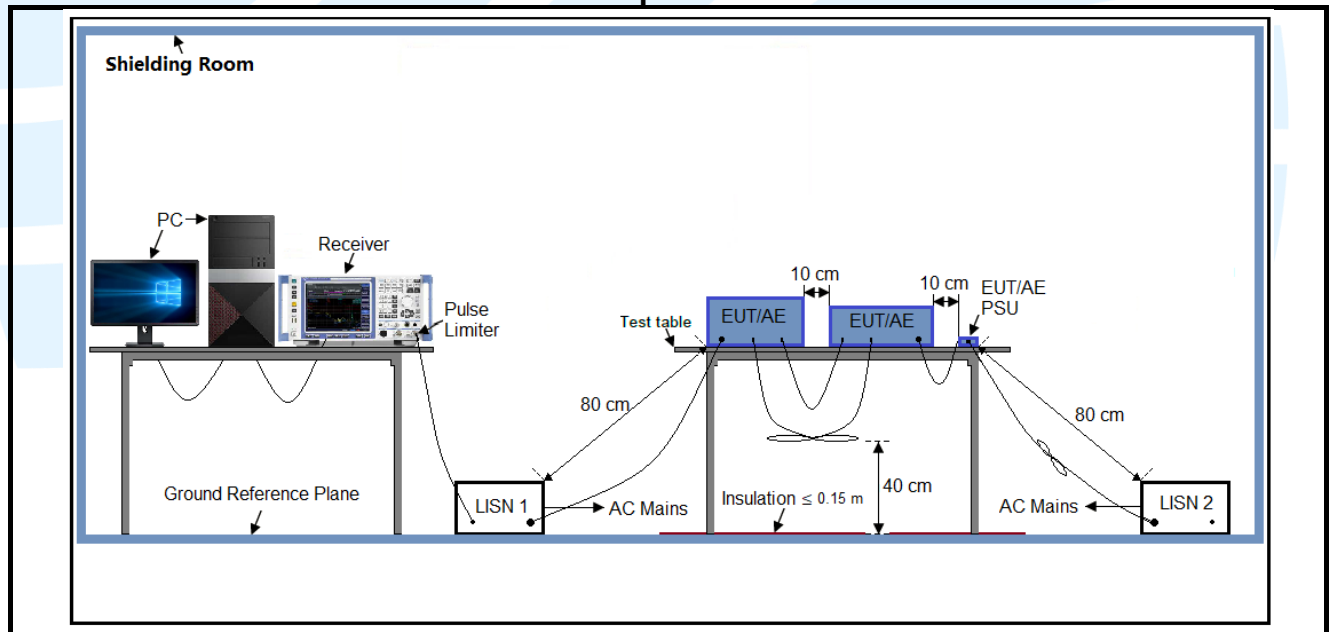 Shielding Room
PC
Receiver
Pulse
Limiter
10 cm
10 cm
EUT/AE
PSU
EUT/AE
EUT/AE
Test table
80 cm
80 cm
40 cm
Ground Reference Plane
LISN 1
AC Mains
Insulation ≤ 0.15 m
AC Mains
LISN 2